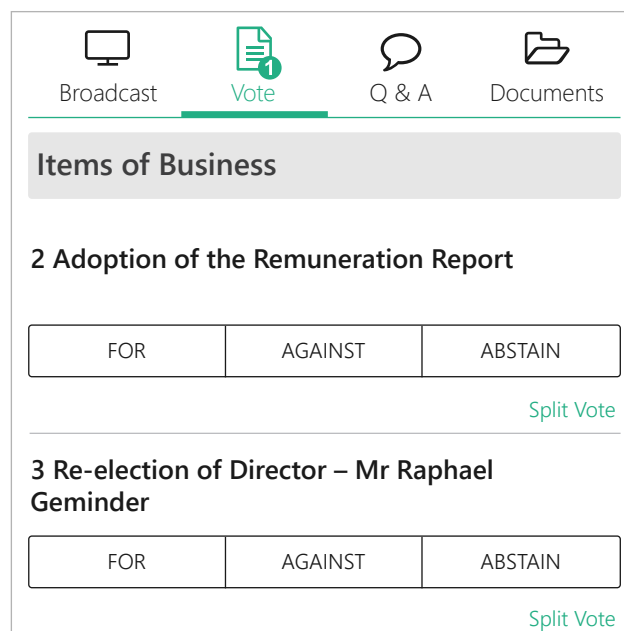 1
Broadcast Vote Q & A Documents
Items of Business
2 Adoption of the Remuneration Report
FOR AGAINST ABSTAIN
Split Vote
3 Re-election of Director – Mr Raphael
Geminder
FOR AGAINST ABSTAIN
Split Vote